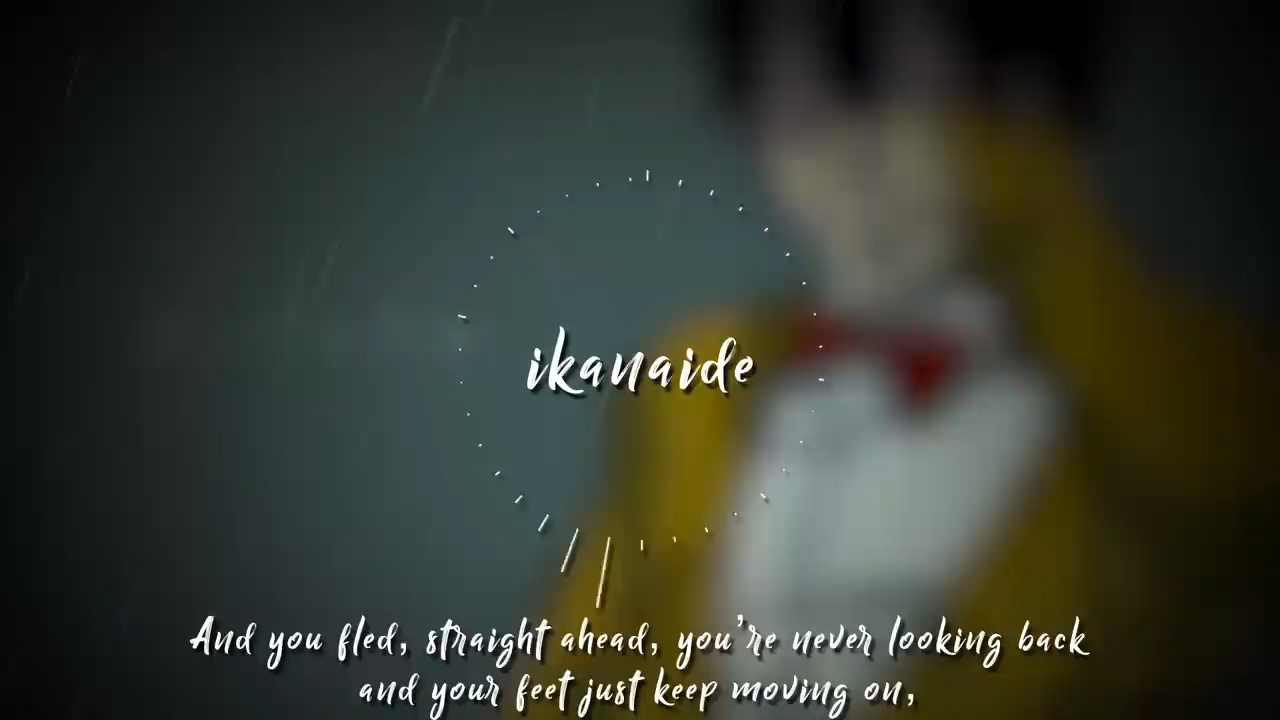 ikanaide
And you fled, straight ahead, you're never looking back
and your feet just keep moving on,